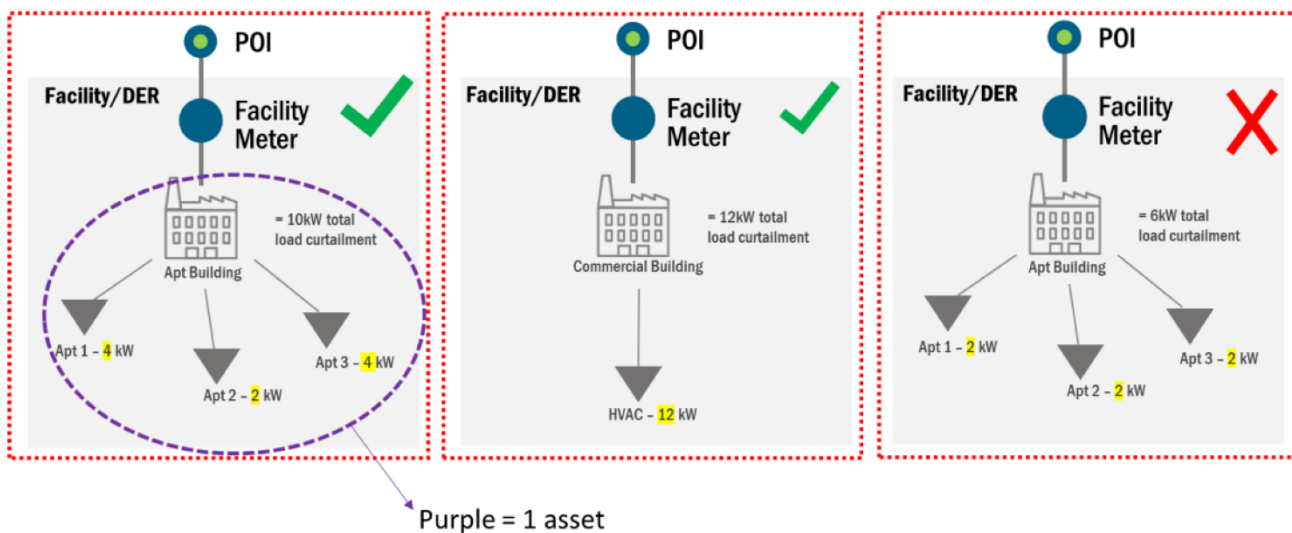 POI
Facility/DER
Facility
Meter
= 10kW total
load curtailment
Apt Building
Apt 1 – 4 kW
Apt 2 – 2 kW
Apt 3 – 4 kW
POI
Facility/DER
Facility
Meter
= 12kW total
load curtailment
Commercial Building
HVAC – 12 kW
POI
Facility/DER
Facility
Meter
= 6kW total
load curtailment
Apt Building
Apt 1 – 2 kW
Apt 2 – 2 kW
Apt 3 – 2 kW
Purple = 1 asset